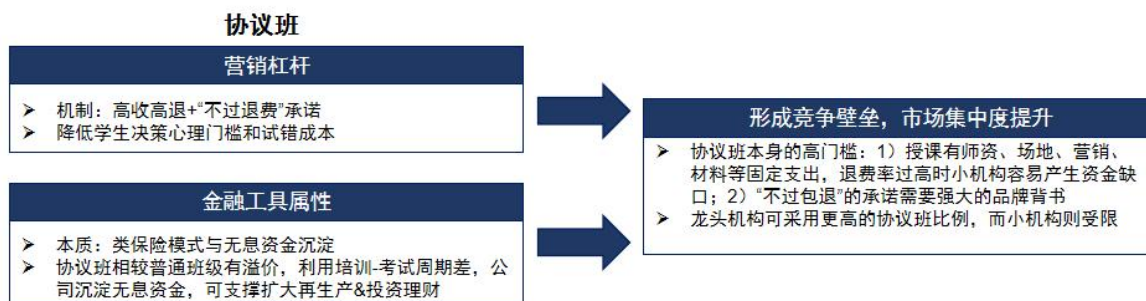 协议班
营销杠杆
➢ 机制：高收高退+“不过退费”承诺
➢ 降低学生决策心理门槛和试错成本
金融工具属性
➢ 本质：类保险模式与无息资金沉淀
➢ 协议班相较普通班级有溢价，利用培训-考试周期差，公
司沉淀无息资金，可支撑扩大再生产&投资理财
形成竞争壁垒，市场集中度提升
➢ 协议班本身的高门槛：1）授课有师资、场地、营销、
材料等固定支出，退费率过高时小机构容易产生资金缺
口；2）“不过包退”的承诺需要强大的品牌背书
➢ 龙头机构可采用更高的协议班比例，而小机构则受限